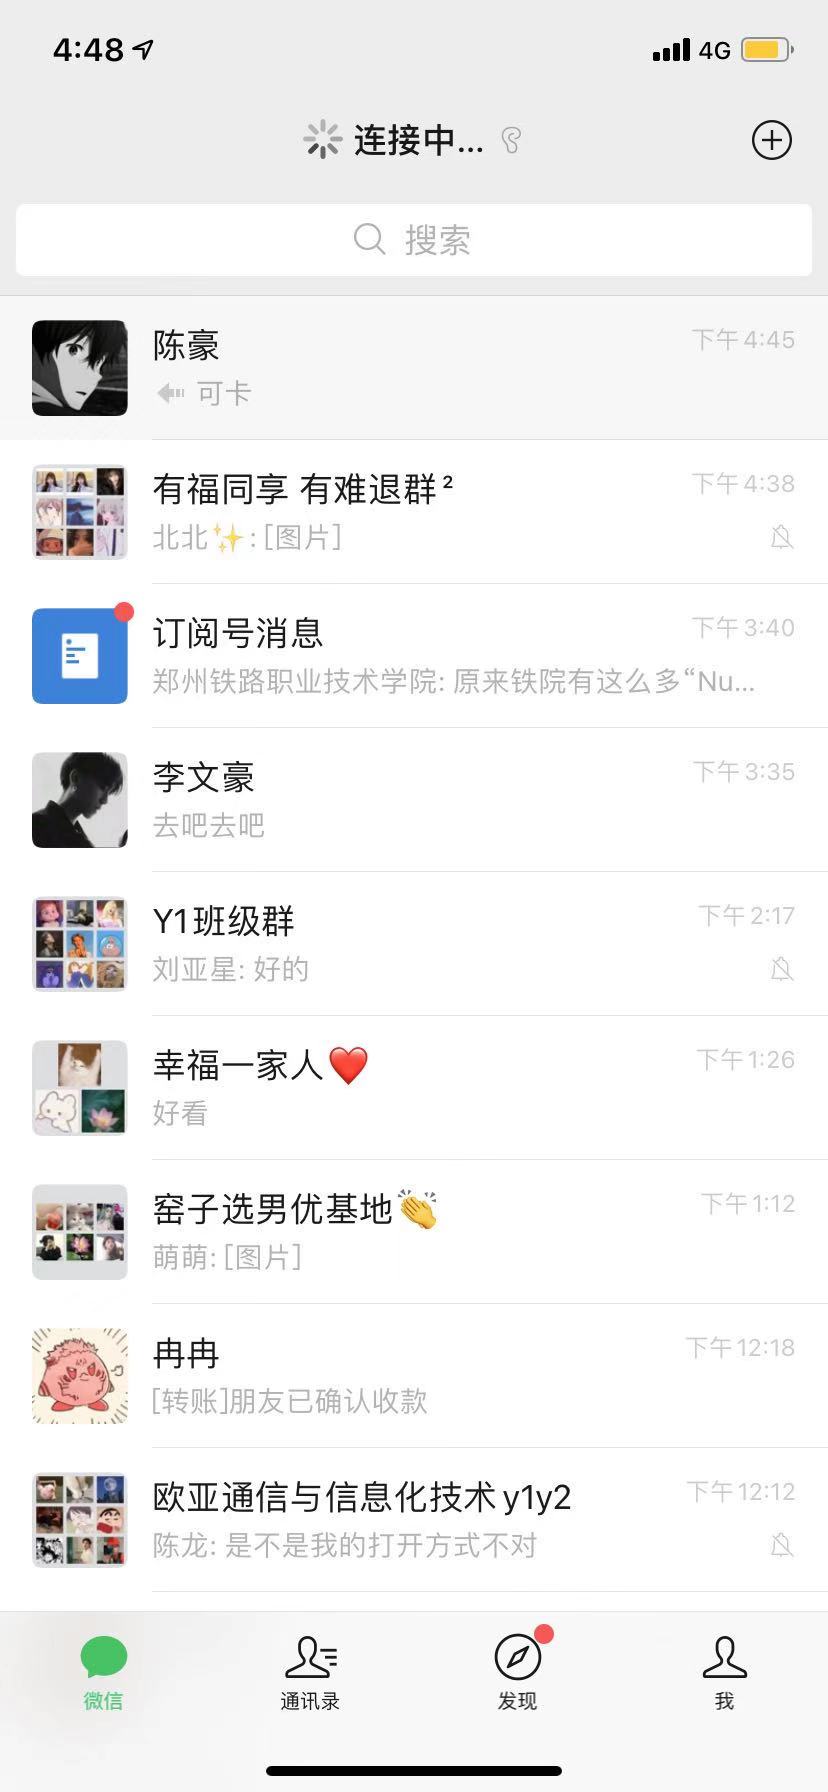 4:48
4G
连接中...
搜索
陈豪
下午 4:45
可卡
有福同享 有难退群²
下午 4:38
北北✨: [图片]
订阅号消息
下午 3:40
郑州铁路职业技术学院: 原来铁院有这么多“Nu...
李文豪
下午 3:35
去吧去吧
Y1班级群
下午 2:17
刘亚星: 好的
幸福一家人❤️
下午 1:26
好看
窑子选男优基地👏
下午 1:12
萌萌: [图片]
冉冉
下午 12:18
[转账]朋友已确认收款
欧亚通信与信息化技术y1y2
下午 12:12
陈龙: 是不是我的打开方式不对
微信
通讯录
发现
我